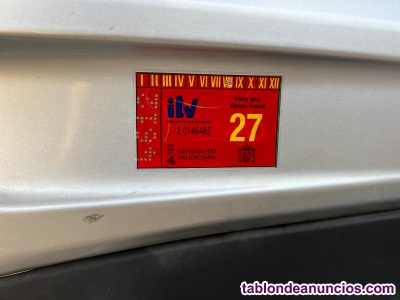 I II III IV V VI VII VIII IX X XI XII
itv
Vàlid fins
Válido hasta
E0146485
27
GENERALITAT
VALENCIANA
tablondeanuncios.com